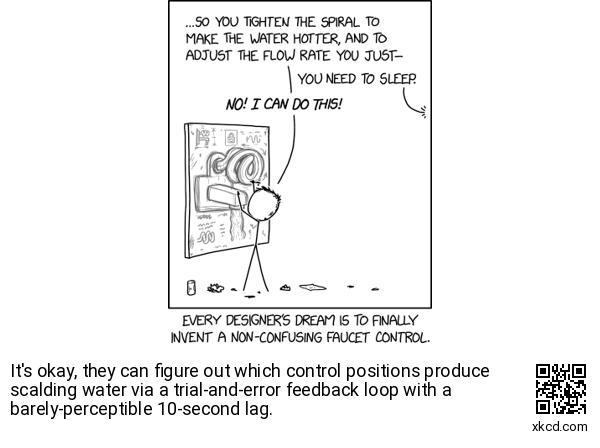 ...SO YOU TIGHTEN THE SPIRAL TO
MAKE THE WATER HOTTER, AND TO
ADJUST THE FLOW RATE YOU JUST—
YOU NEED TO SLEEP.
NO! I CAN DO THIS!
EVERY DESIGNER'S DREAM IS TO FINALLY
INVENT A NON-CONFUSING FAUCET CONTROL.
It's okay, they can figure out which control positions produce
scalding water via a trial-and-error feedback loop with a
barely-perceptible 10-second lag.
xkcd.com